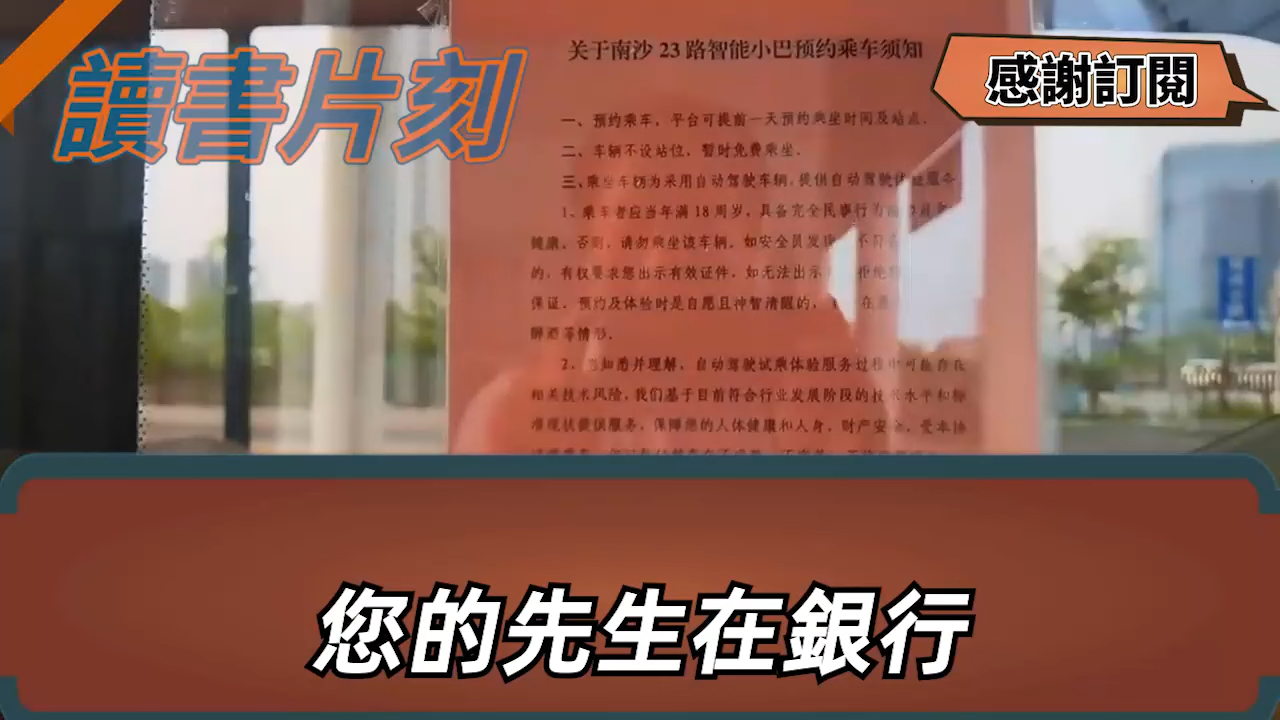 讀書片刻
感謝訂閱
关于南沙 23 路智能小巴预约乘车须知
一、预约乘车，平台可提前一天预约乘坐时间及站点。
二、车辆不设站位，暂时免费乘坐。
三、乘坐车辆为采用自动驾驶车辆，提供自动驾驶体验服务
1、乘车者应当年满 18 周岁，具备完全民事行为
健康。否则，请勿乘坐该车辆。如安全员发现 不符合
的，有权要求您出示有效证件，如无法出示
保证，预约及体验时是自愿且神智清醒的，
醉酒等情形。
2、您知悉并理解，自动驾驶试乘体验服务过程中可能存在
相关技术风险，我们基于目前符合行业发展阶段的技术水平和标
准现状提供服务，保障您的人体健康和人身、财产安全。
您的先生在銀行